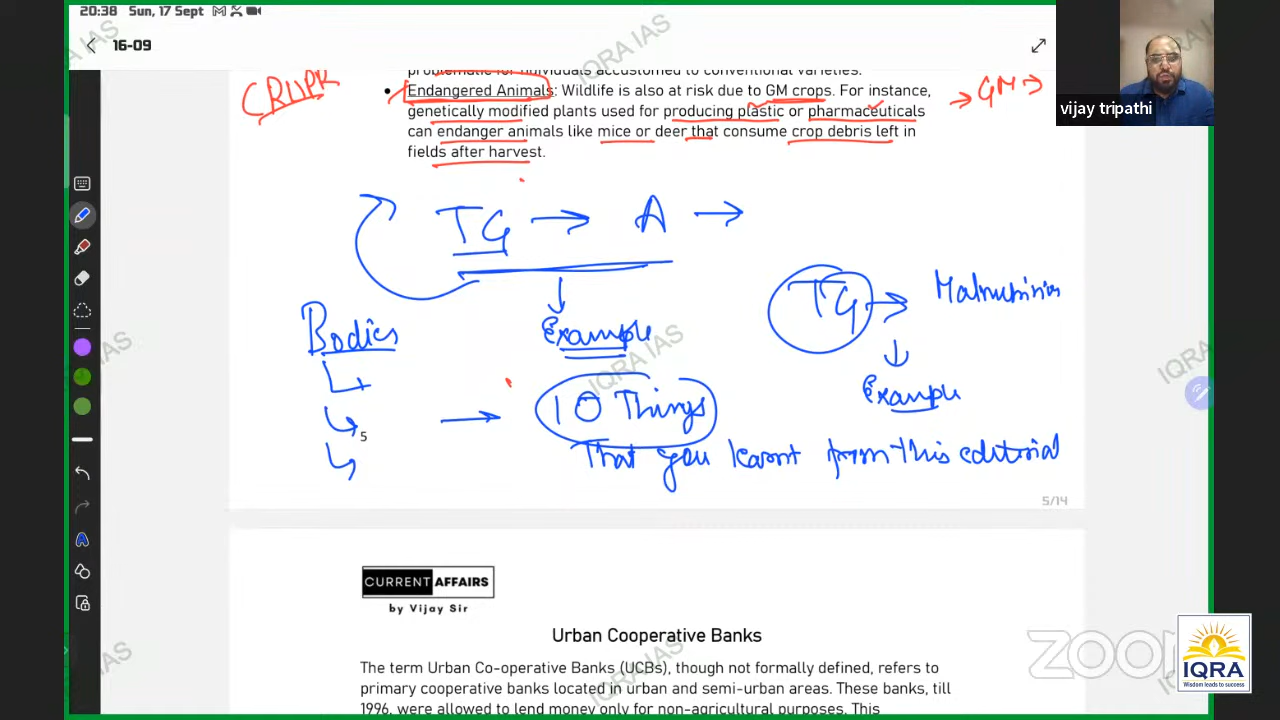 20:38 Sun, 17 Sept
16-09
vijay tripathi
problematic for individuals accustomed to conventional varieties.
• Endangered Animals: Wildlife is also at risk due to GM crops. For instance,
genetically modified plants used for producing plastic or pharmaceuticals
can endanger animals like mice or deer that consume crop debris left in
fields after harvest.
→ GM →
TG → A →
TG →
Bodies
Example
Example
→ 10 Things
5
That you learnt from this editorial
5/14
CURRENT AFFAIRS
by Vijay Sir
Urban Cooperative Banks
The term Urban Co-operative Banks (UCBs), though not formally defined, refers to
primary cooperative banks located in urban and semi-urban areas. These banks, till
1996, were allowed to lend money only for non-agricultural purposes. This
zoom
IQRA
Wisdom leads to success
IQRA IAS
IQRA IAS
IQRA IAS